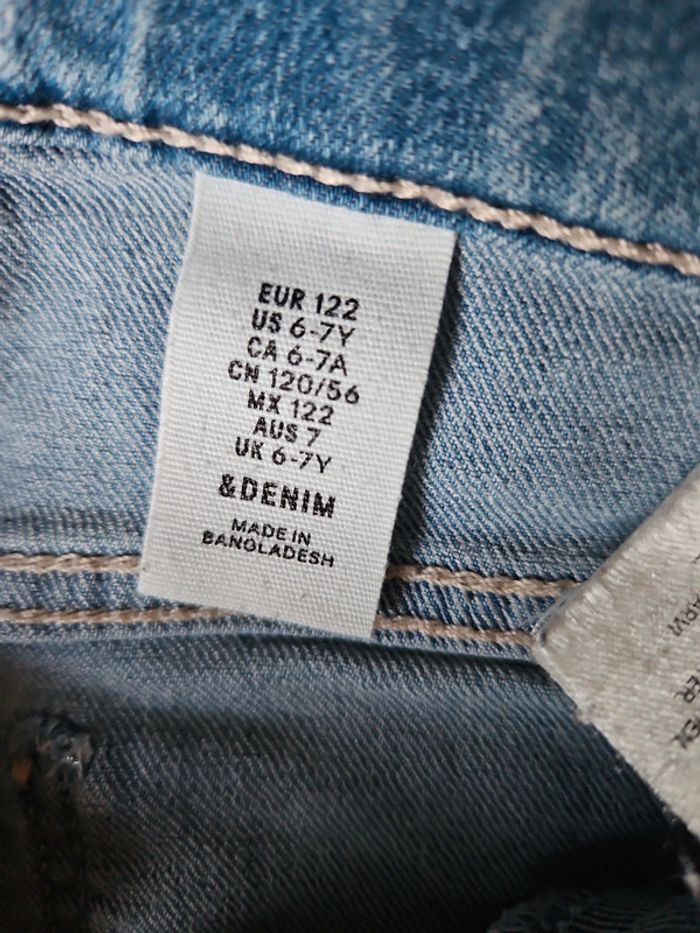 EUR 122
US 6-7Y
CA 6-7A
CN 120/56
MX 122
AUS 7
UK 6-7Y
&DENIM
MADE IN
BANGLADESH